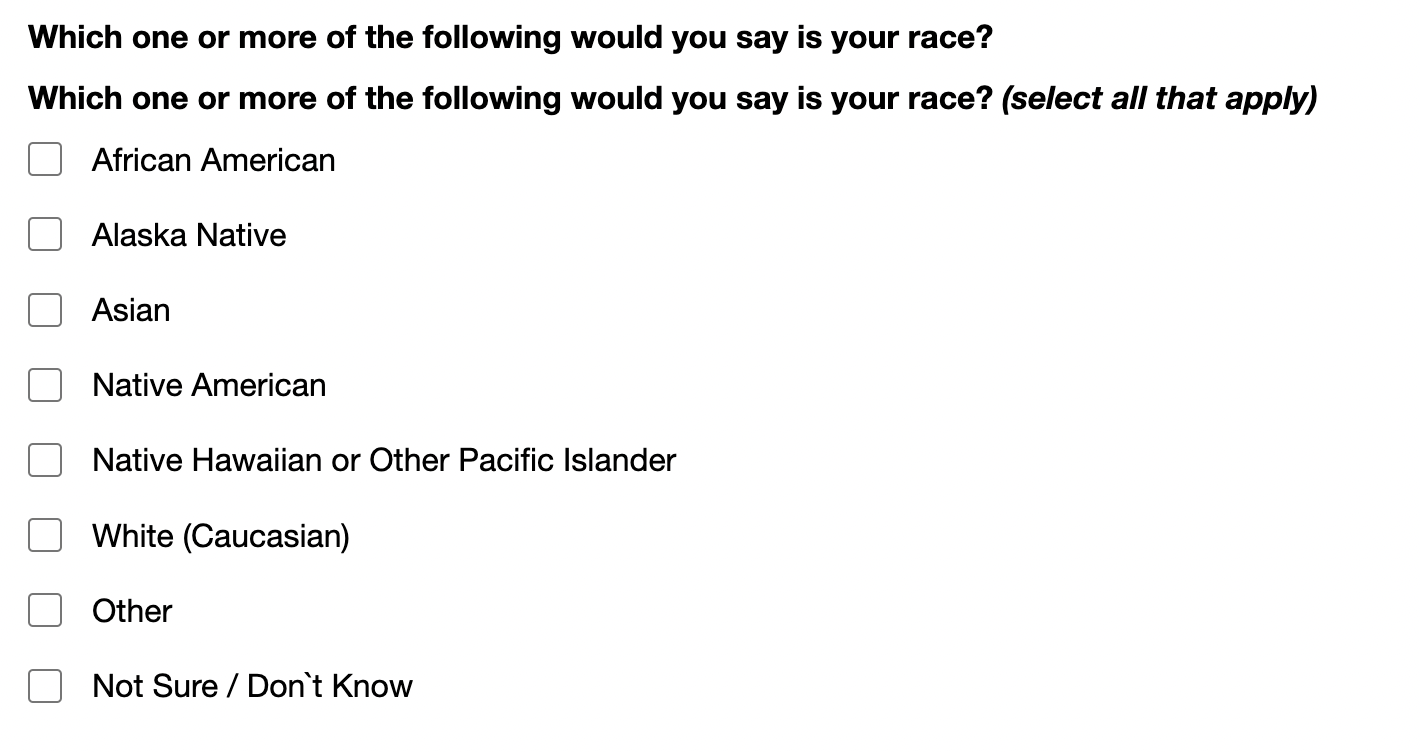 Which one or more of the following would you say is your race?
Which one or more of the following would you say is your race? (select all that apply)
African American
Alaska Native
Asian
Native American
Native Hawaiian or Other Pacific Islander
White (Caucasian)
Other
Not Sure / Don`t Know